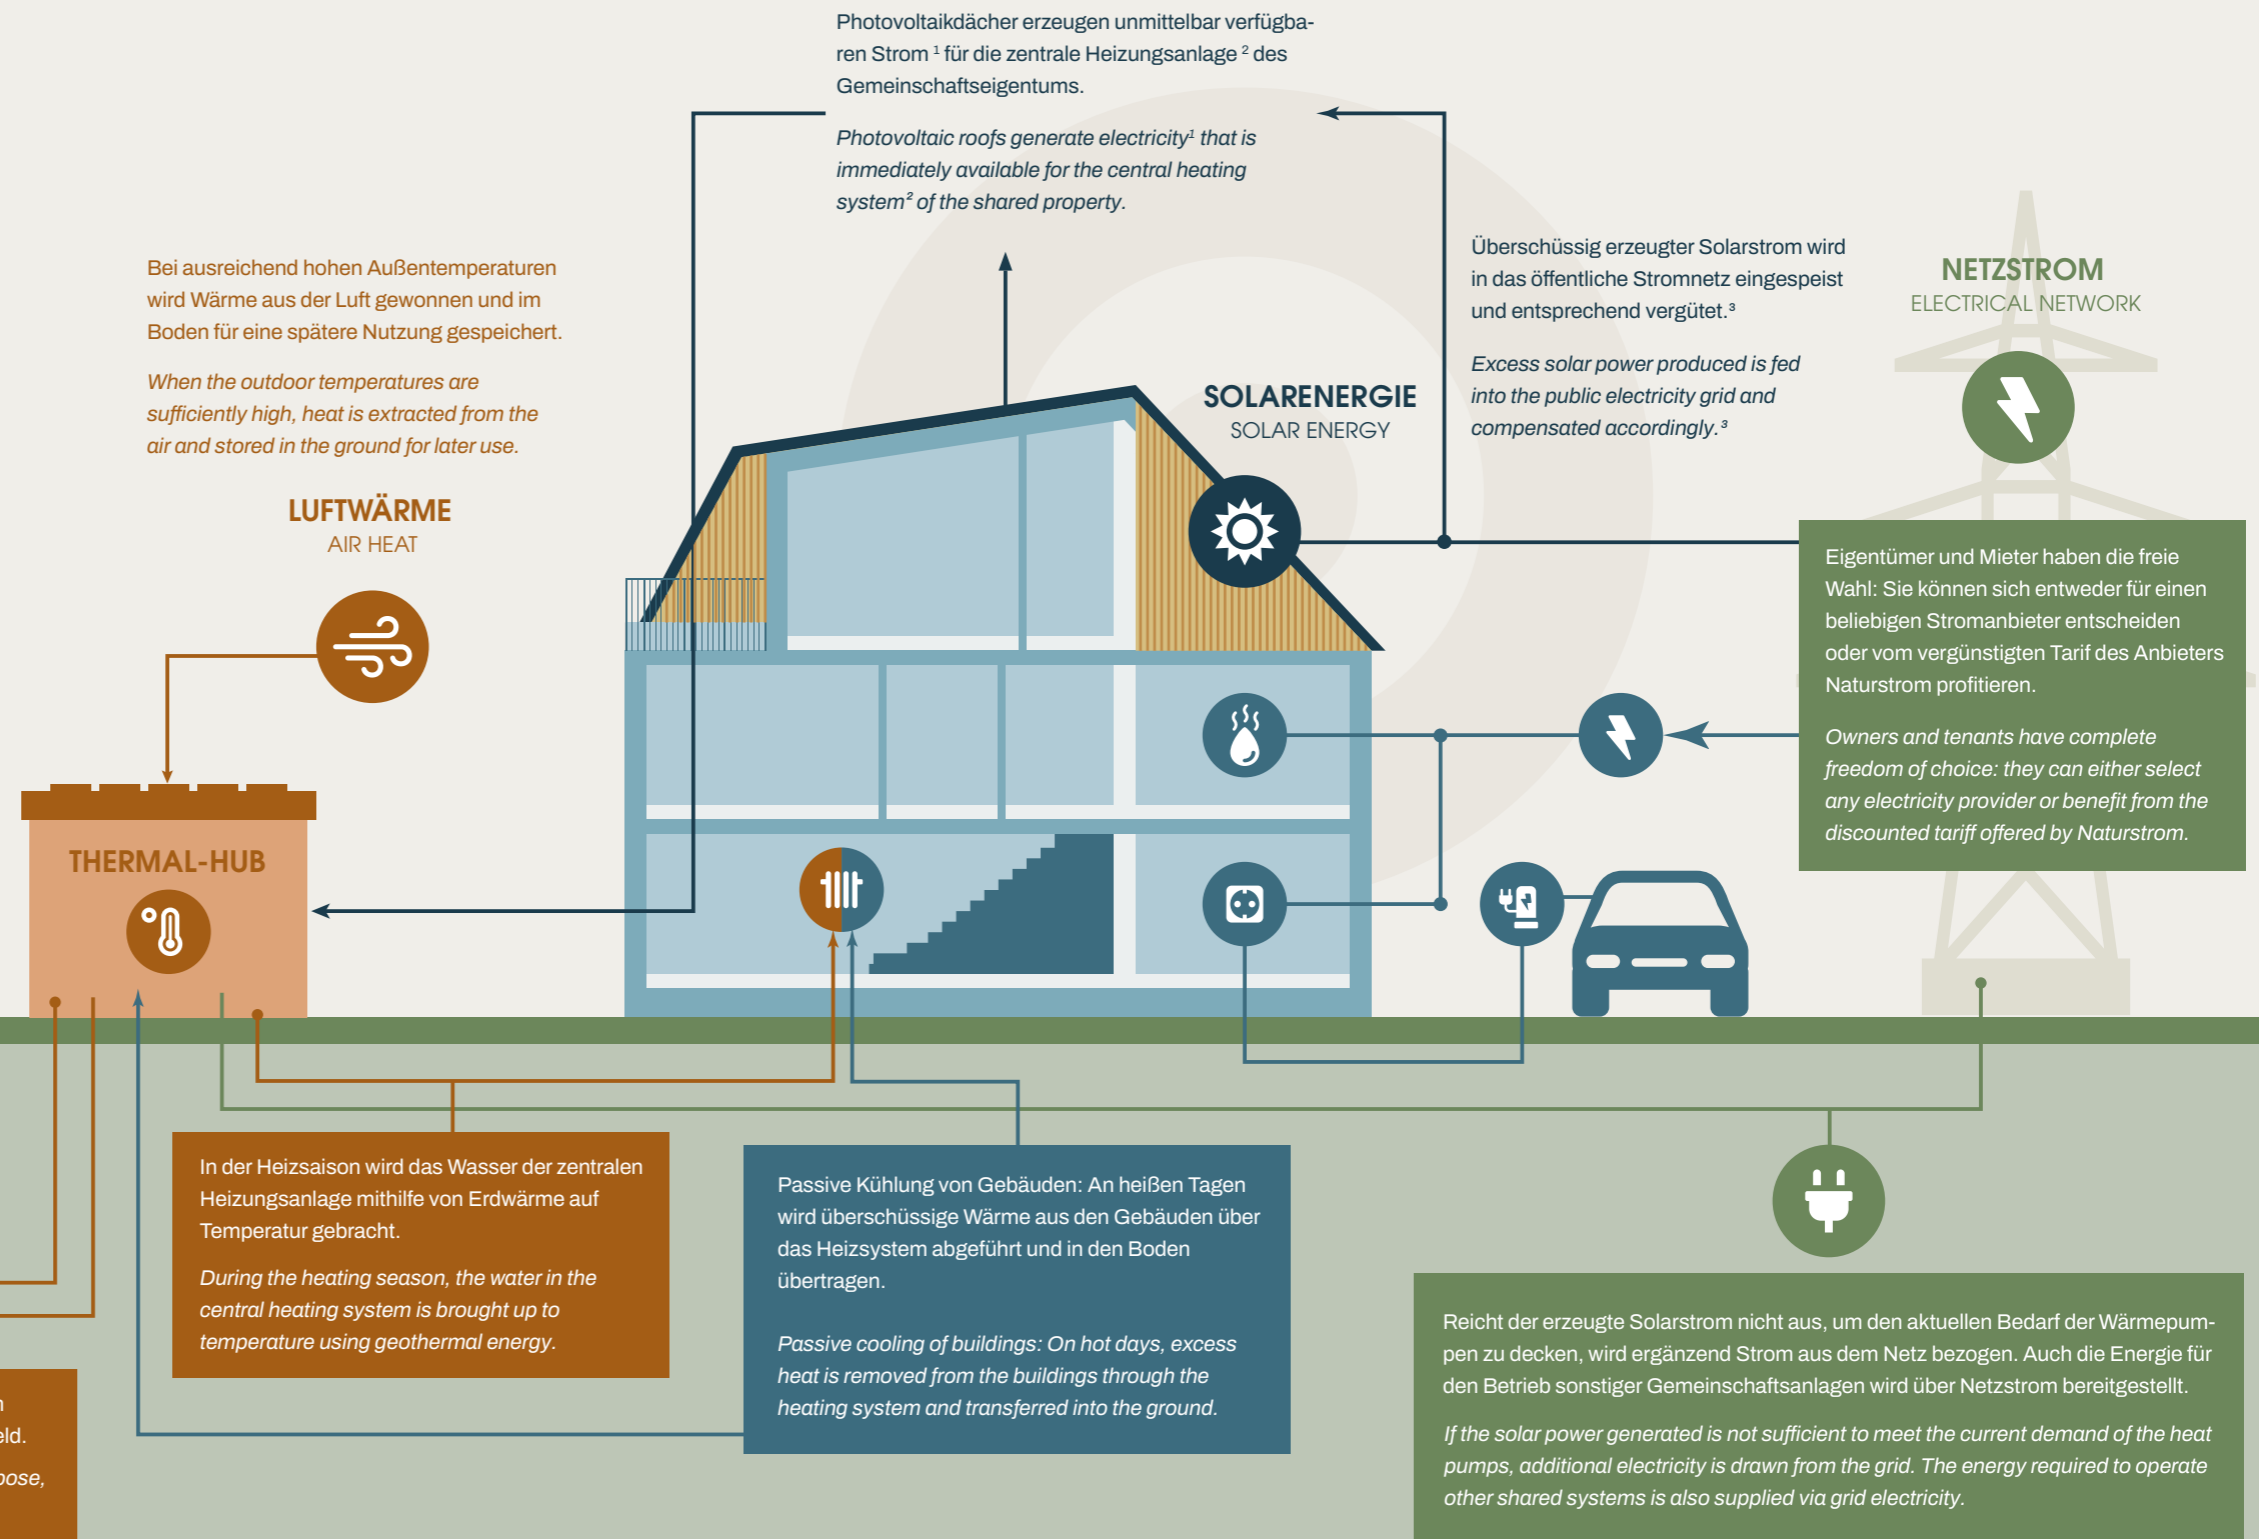 Photovoltaikdächer erzeugen unmittelbar verfügba-
ren Strom ¹ für die zentrale Heizungsanlage ² des
Gemeinschaftseigentums.
Photovoltaic roofs generate electricity¹ that is
immediately available for the central heating
system² of the shared property.
Bei ausreichend hohen Außentemperaturen
wird Wärme aus der Luft gewonnen und im
Boden für eine spätere Nutzung gespeichert.
When the outdoor temperatures are
sufficiently high, heat is extracted from the
air and stored in the ground for later use.
LUFTWÄRME
AIR HEAT
SOLARENERGIE
SOLAR ENERGY
Überschüssig erzeugter Solarstrom wird
in das öffentliche Stromnetz eingespeist
und entsprechend vergütet.³
Excess solar power produced is fed
into the public electricity grid and
compensated accordingly.³
NETZSTROM
ELECTRICAL NETWORK
Eigentümer und Mieter haben die freie
Wahl: Sie können sich entweder für einen
beliebigen Stromanbieter entscheiden
oder vom vergünstigten Tarif des Anbieters
Naturstrom profitieren.
Owners and tenants have complete
freedom of choice: they can either select
any electricity provider or benefit from the
discounted tariff offered by Naturstrom.
THERMAL-HUB
In der Heizsaison wird das Wasser der zentralen
Heizungsanlage mithilfe von Erdwärme auf
Temperatur gebracht.
During the heating season, the water in the
central heating system is brought up to
temperature using geothermal energy.
Passive Kühlung von Gebäuden: An heißen Tagen
wird überschüssige Wärme aus den Gebäuden über
das Heizsystem abgeführt und in den Boden
übertragen.
Passive cooling of buildings: On hot days, excess
heat is removed from the buildings through the
heating system and transferred into the ground.
Reicht der erzeugte Solarstrom nicht aus, um den aktuellen Bedarf der Wärmepum-
pen zu decken, wird ergänzend Strom aus dem Netz bezogen. Auch die Energie für
den Betrieb sonstiger Gemeinschaftsanlagen wird über Netzstrom bereitgestellt.
If the solar power generated is not sufficient to meet the current demand of the heat
pumps, additional electricity is drawn from the grid. The energy required to operate
other shared systems is also supplied via grid electricity.